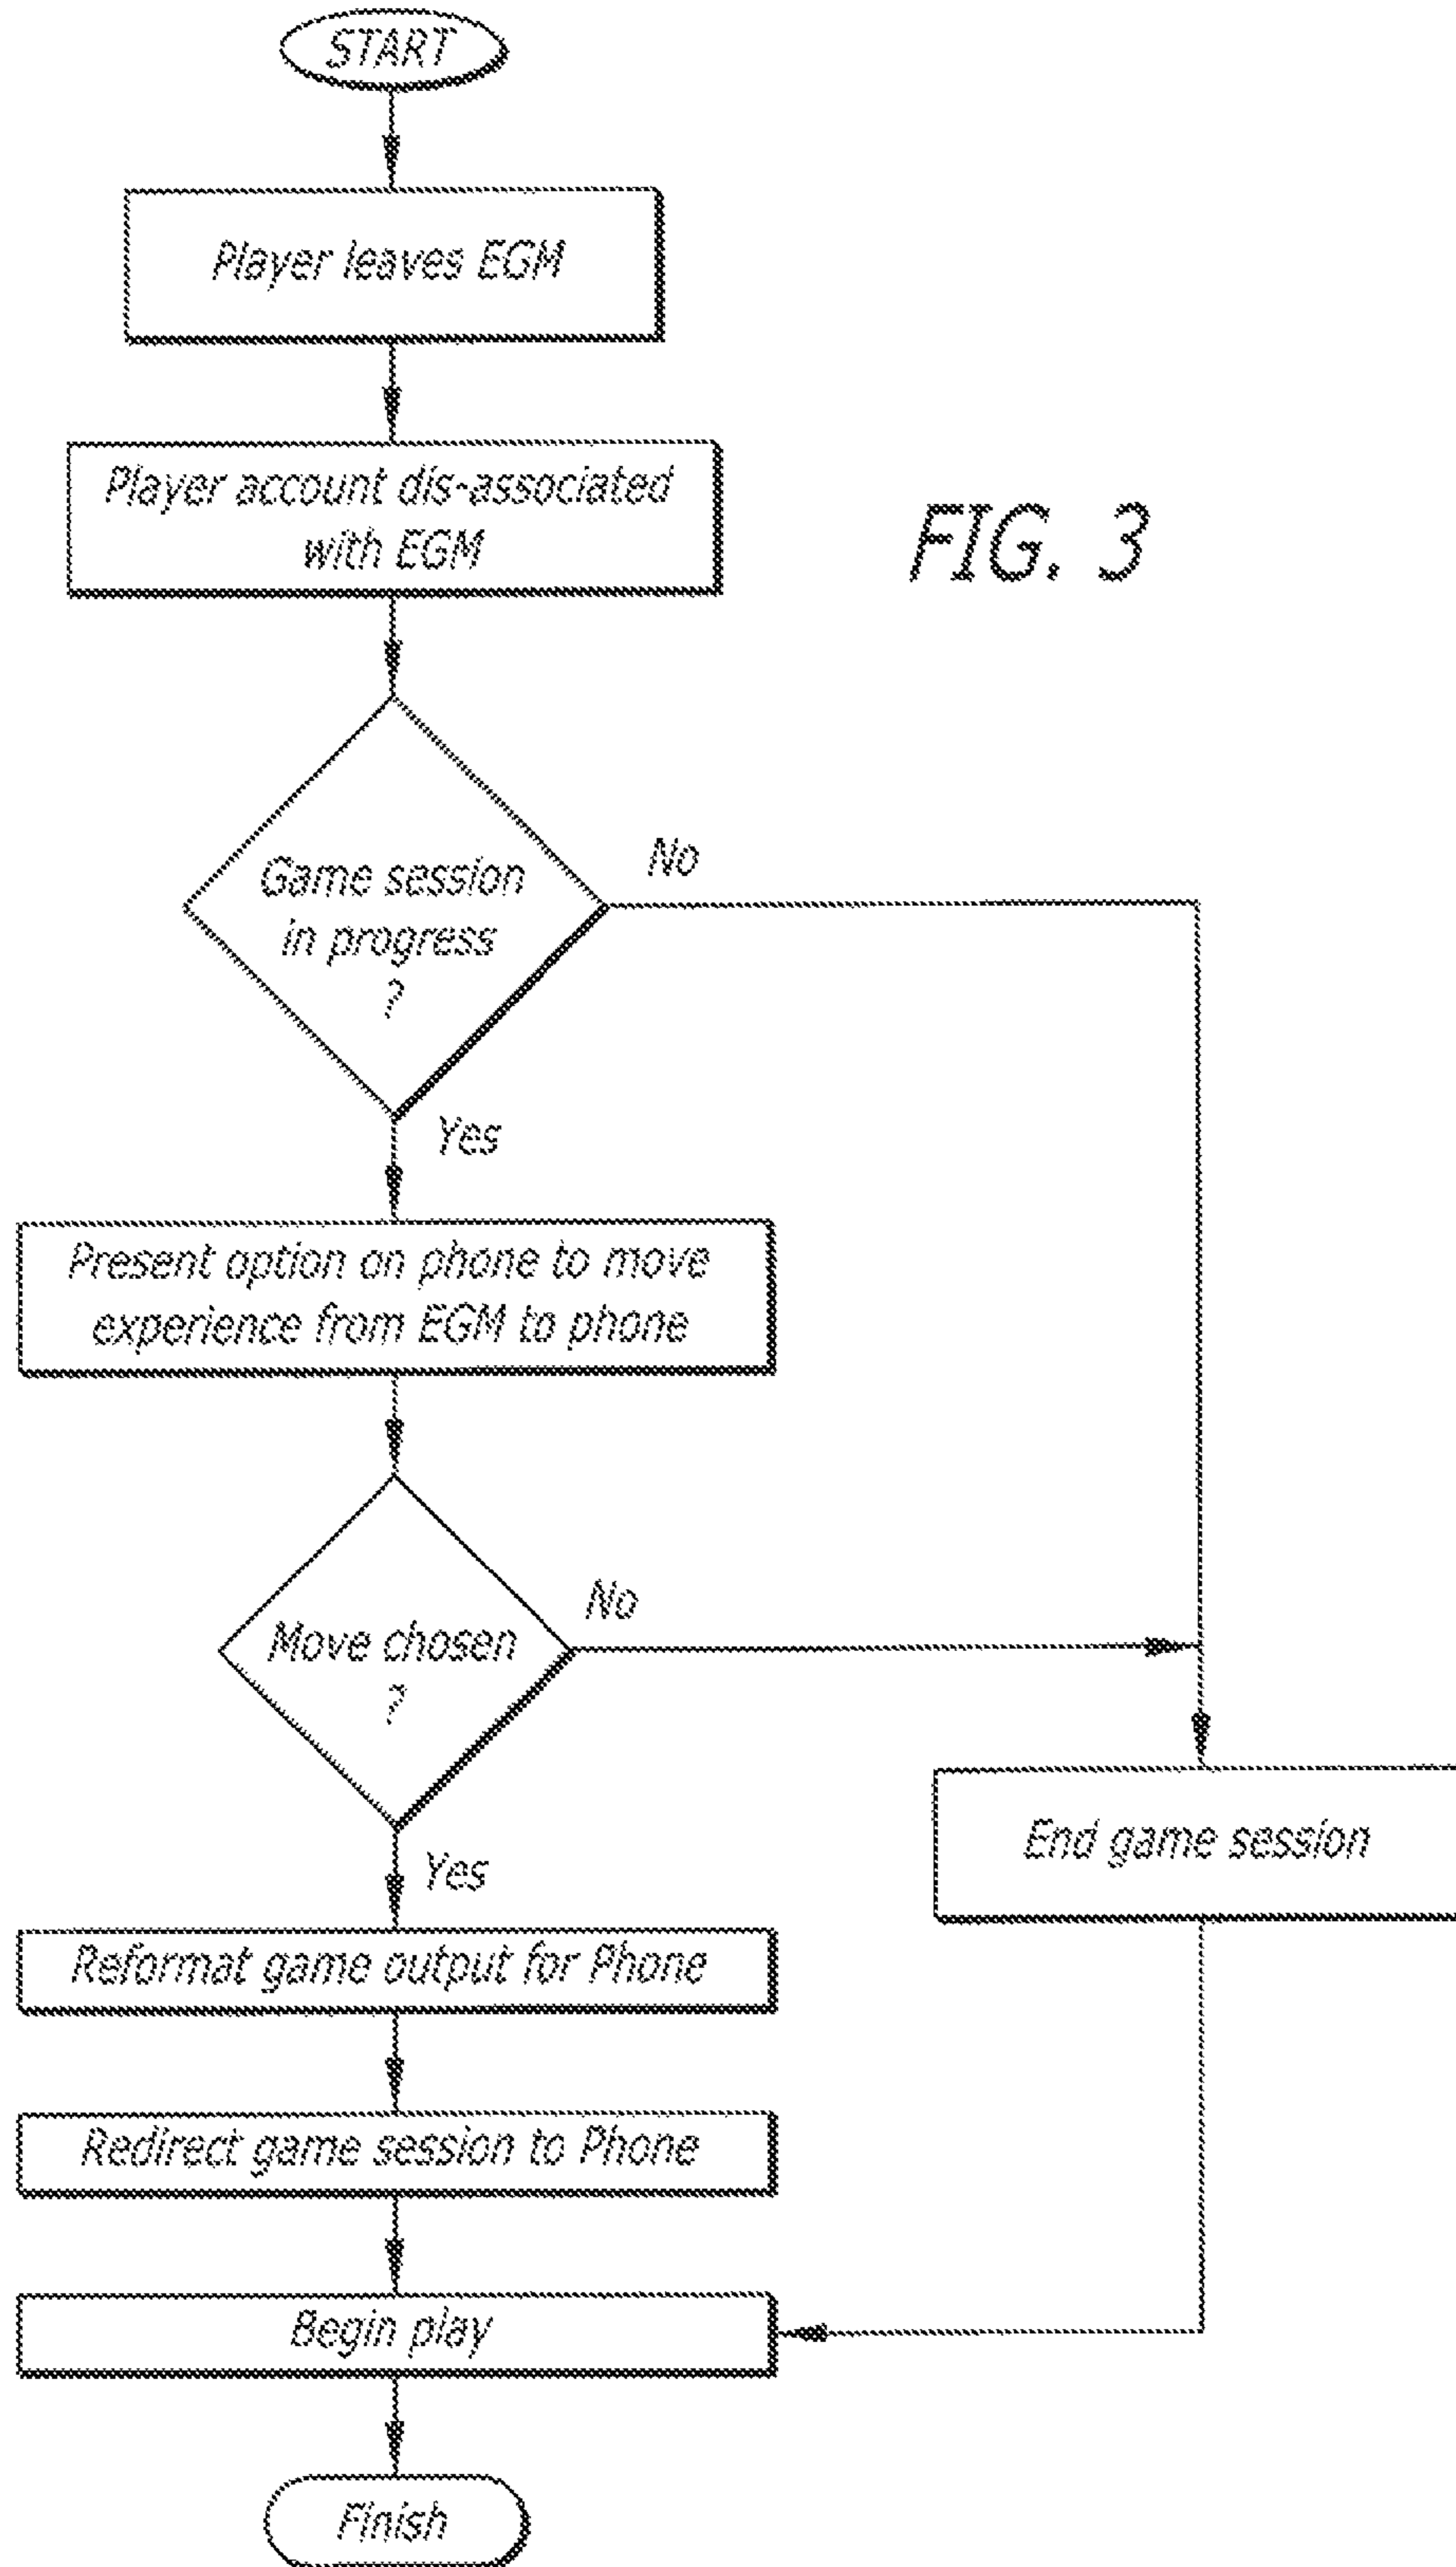 START
Player leaves EGM
Player account dis-associated
with EGM
FIG. 3
Game session
in progress
?
No
Yes
Present option on phone to move
experience from EGM to phone
Move chosen
?
No
Yes
End game session
Reformat game output for Phone
Redirect game session to Phone
Begin play
Finish